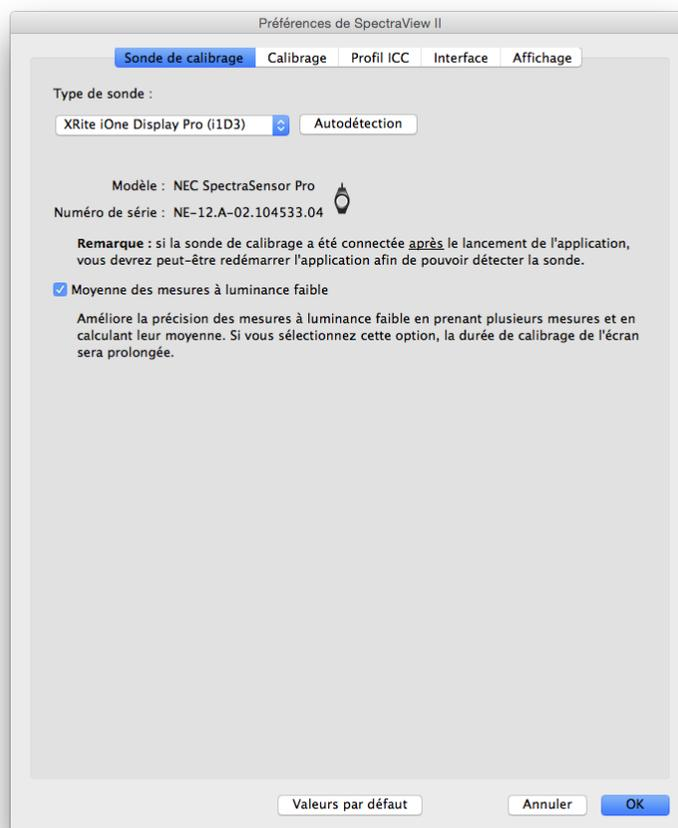 Préférences de SpectraView II
Sonde de calibrage Calibrage Profil ICC Interface Affichage
Type de sonde :
XRite iOne Display Pro (i1D3) Autodétection
Modèle : NEC SpectraSensor Pro
Numéro de série : NE-12.A-02.104533.04
Remarque : si la sonde de calibrage a été connectée après le lancement de l'application,
vous devrez peut-être redémarrer l'application afin de pouvoir détecter la sonde.
Moyenne des mesures à luminance faible
Améliore la précision des mesures à luminance faible en prenant plusieurs mesures et en
calculant leur moyenne. Si vous sélectionnez cette option, la durée de calibrage de l'écran
sera prolongée.
Valeurs par défaut Annuler OK